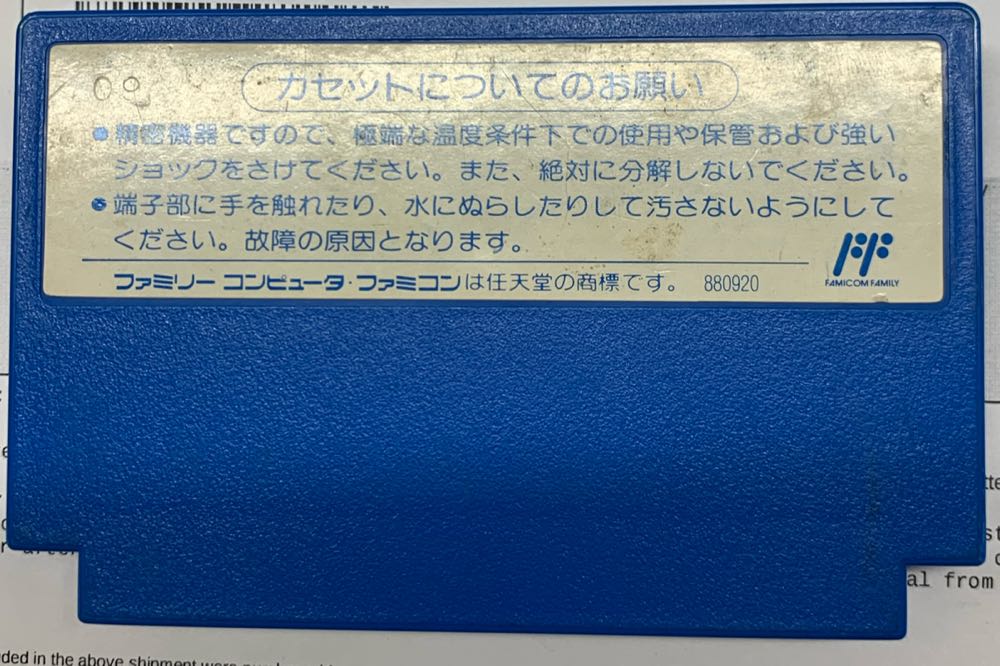 カセットについてのお願い
●精密機器ですので、極端な温度条件下での使用や保管および強い
ショックをさけてください。また、絶対に分解しないでください。
●端子部に手を触れたり、水にぬらしたりして汚さないようにして
ください。故障の原因となります。
ファミリー コンピュータ・ファミコンは任天堂の商標です。 880920
FAMICOM FAMILY
al from
ded in the above shipment were